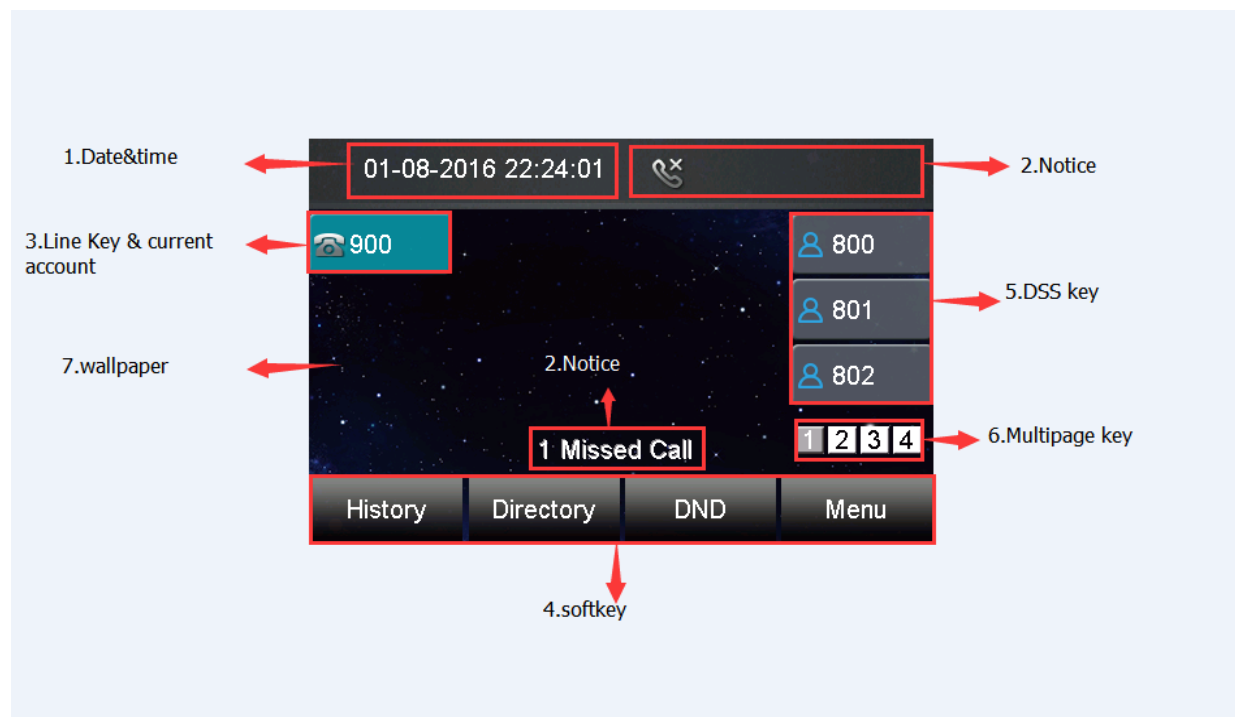 1.Date&time
01-08-2016 22:24:01
2.Notice
3.Line Key & current
account
900
800
5.DSS key
801
7.wallpaper
2.Notice
802
1 Missed Call
1 2 3 4
6.Multipage key
History Directory DND Menu
4.softkey